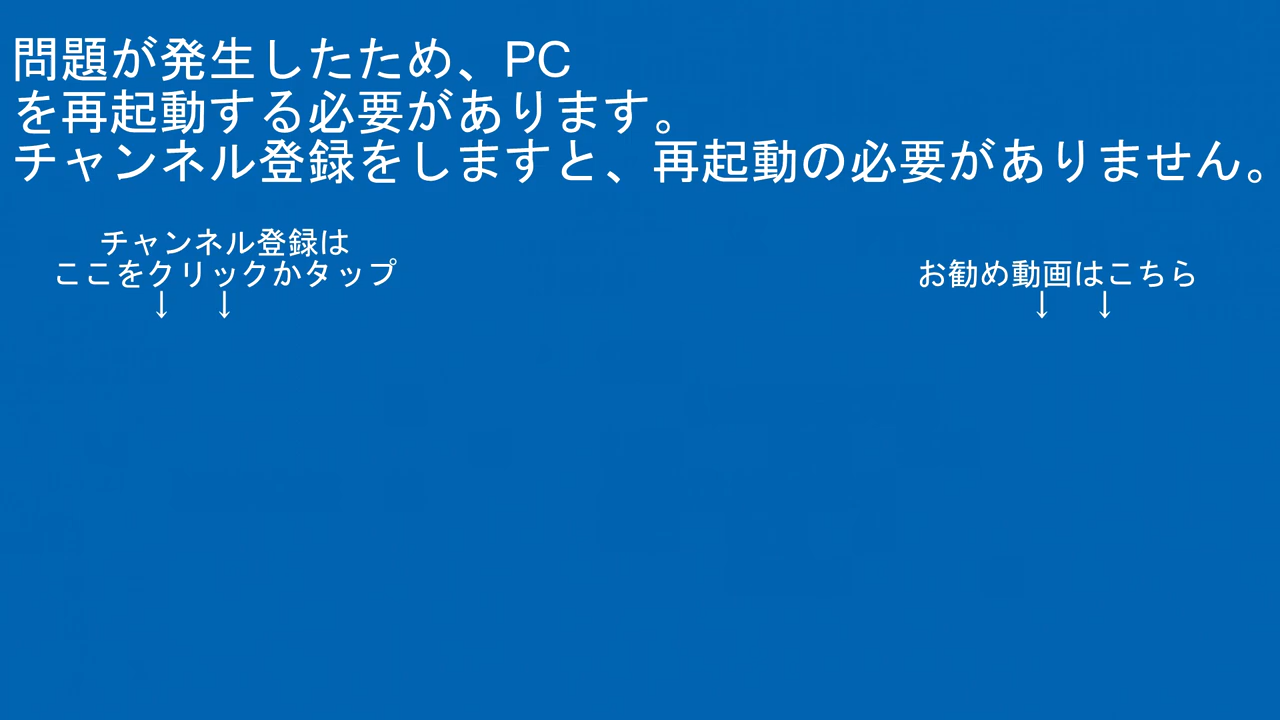 問題が発生したため、PC
を再起動する必要があります。
チャンネル登録をしますと、再起動の必要がありません。
チャンネル登録は
ここをクリックかタップ
↓ ↓
お勧め動画はこちら
↓ ↓